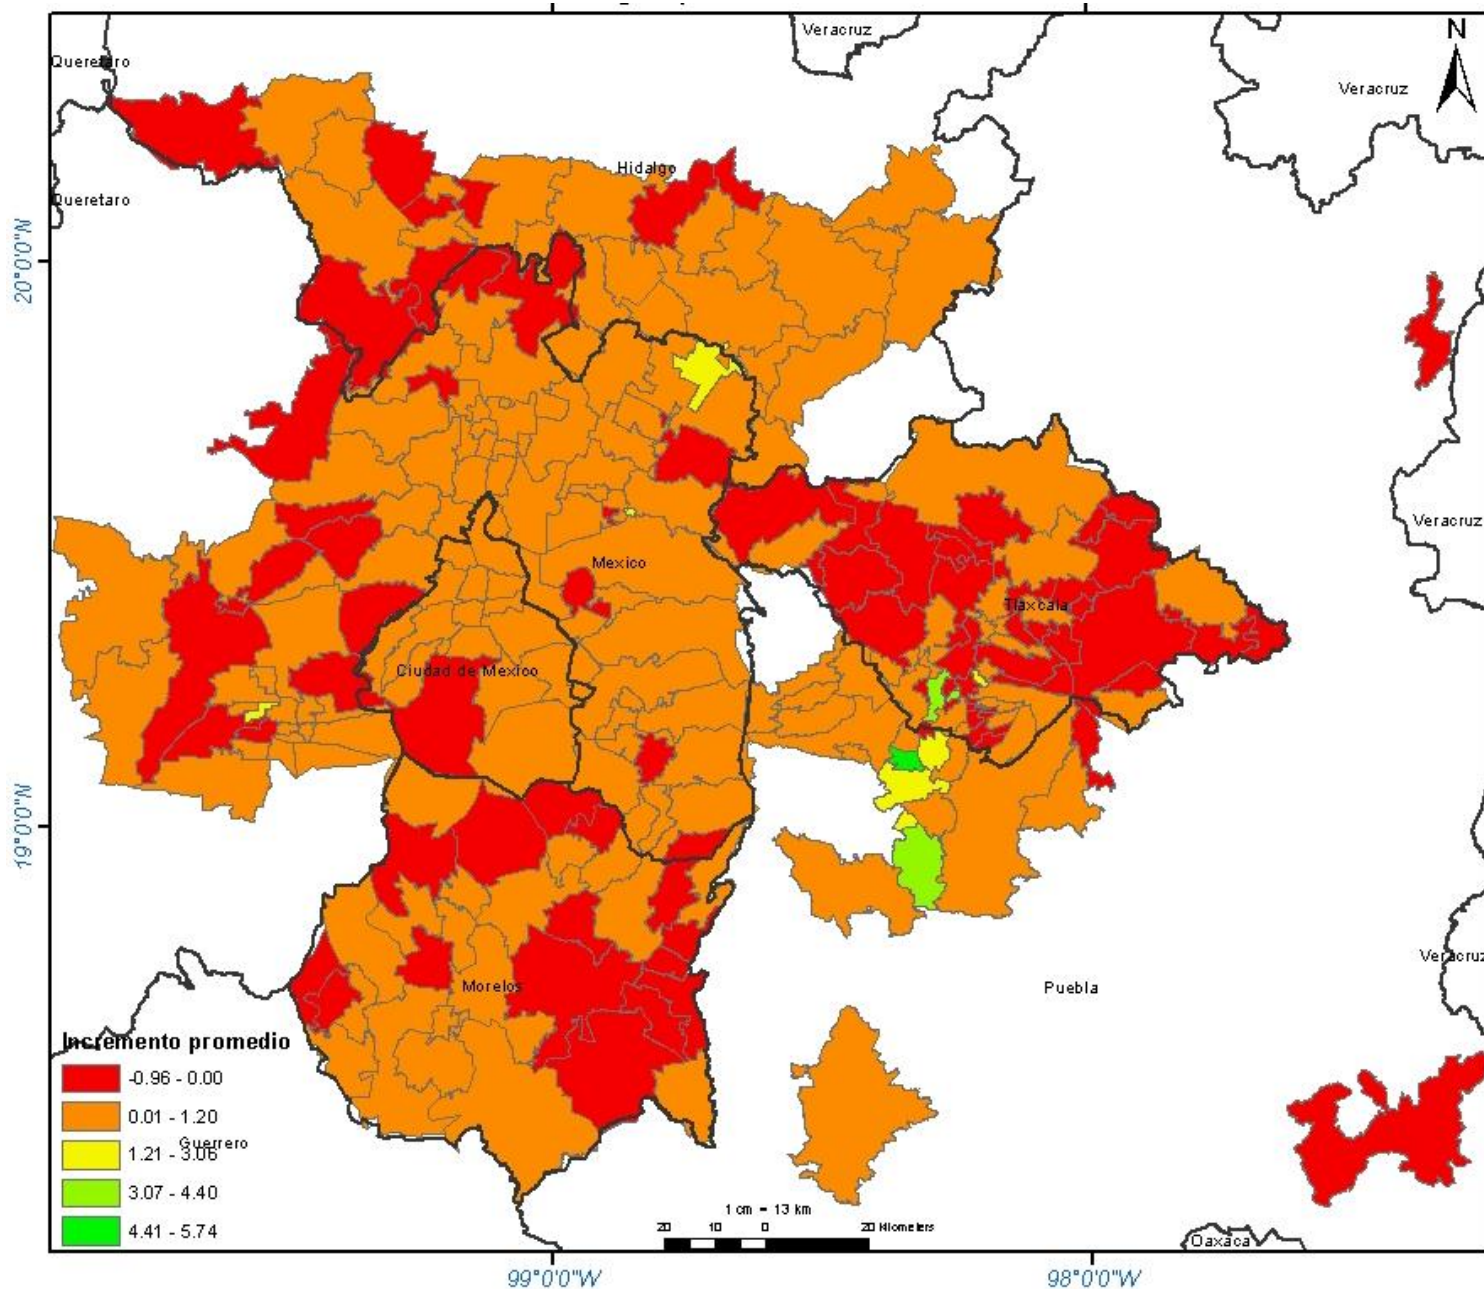 Veracruz
N
Queretaro
Veracruz
Hidalgo
Queretaro
20°0'0"N
Veracruz
Mexico
Tlaxcala
Ciudad de Mexico
19°0'0"N
Veracruz
Morelos
Puebla
Incremento promedio
-0.96 - 0.00
0.01 - 1.20
Guerrero
1.21 - 3.06
3.07 - 4.40
4.41 - 5.74
1 cm = 13 km
20 10 0 20 Kilometers
Oaxaca
99°0'0"W
98°0'0"W